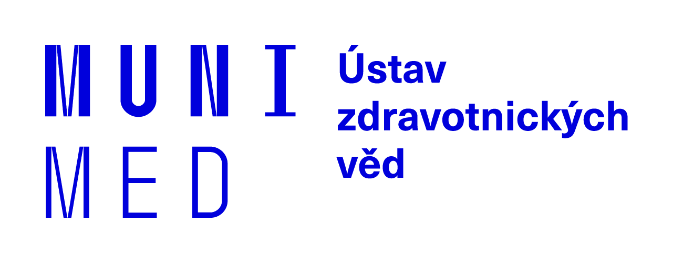 MUNI
MED
Ústav
zdravotnických
věd